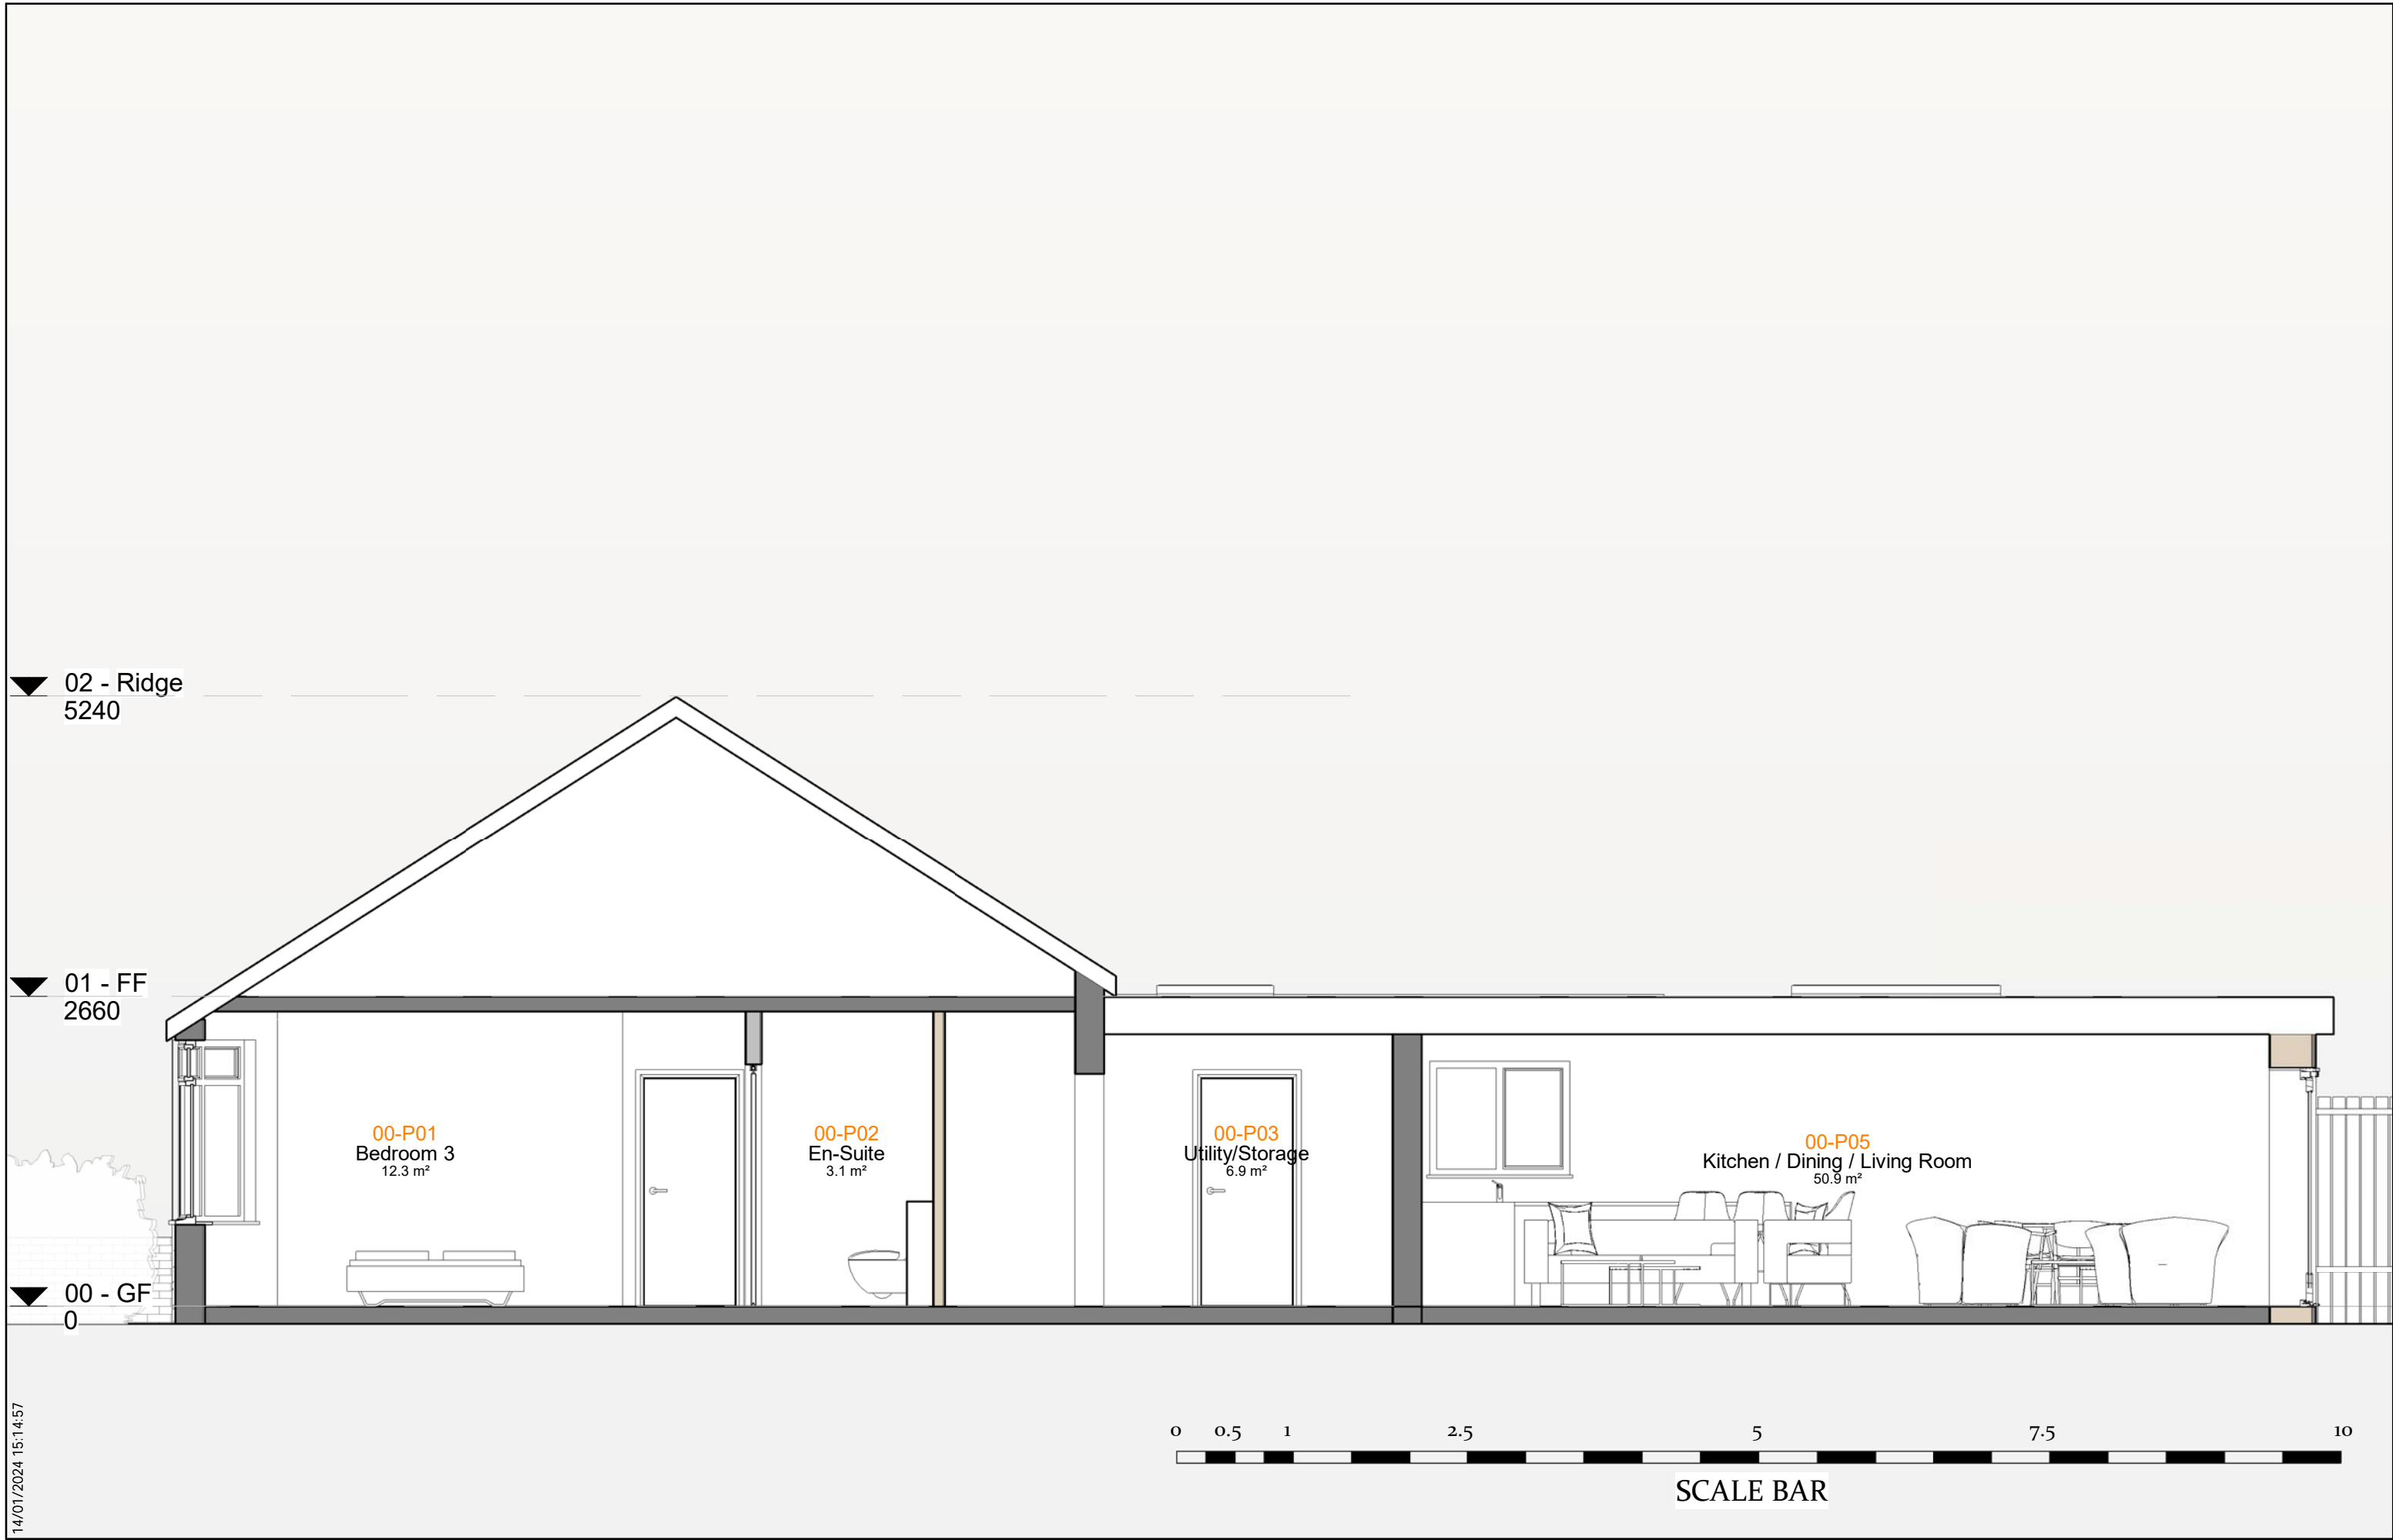 02 - Ridge
5240
01 - FF
2660
00-P01
Bedroom 3
12.3 m²
00-P02
En-Suite
3.1 m²
00-P03
Utility/Storage
6.9 m²
00-P05
Kitchen / Dining / Living Room
50.9 m²
00 - GF
0
14/01/2024 15:14:57
0 0.5 1 2.5 5 7.5 10
SCALE BAR